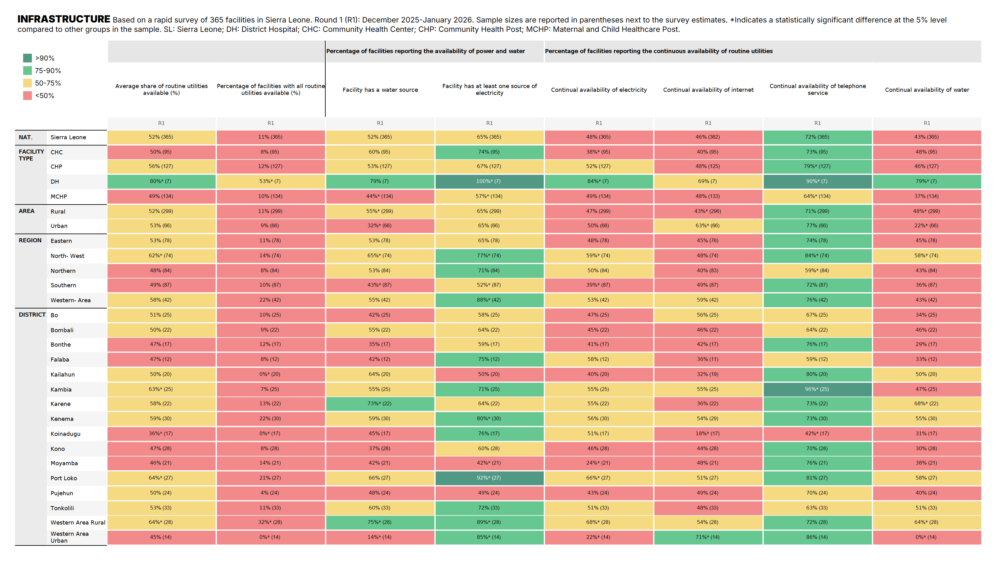 INFRASTRUCTURE Based on a rapid survey of 365 facilities in Sierra Leone. Round 1 (R1): December 2025-January 2026. Sample sizes are reported in parentheses next to the survey estimates. *Indicates a statistically significant difference at the 5% level
compared to other groups in the sample. SL: Sierra Leone; DH: District Hospital; CHC: Community Health Center; CHP: Community Health Post; MCHP: Maternal and Child Healthcare Post.
>90%
75-90%
50-75%
<50%
Percentage of facilities reporting the availability of power and water Percentage of facilities reporting the continuous availability of routine utilities
Average share of routine utilities available (%) Percentage of facilities with all routine utilities available (%) Facility has a water source Facility has at least one source of electricity Continual availability of electricity Continual availability of internet Continual availability of telephone service Continual availability of water
R1 R1 R1 R1 R1 R1 R1 R1
NAT. Sierra Leone 52% (365) 11% (365) 52% (365) 65% (365) 48% (365) 46% (362) 72% (365) 43% (365)
FACILITY TYPE CHC 50% (95) 8% (95) 60% (95) 74% (95) 38%* (95) 40% (95) 73% (95) 48% (95)
CHP 56% (127) 12% (127) 53% (127) 67% (127) 52% (127) 48% (125) 79%* (127) 46% (127)
DH 80%* (7) 53%* (7) 79% (7) 100%* (7) 84%* (7) 69% (7) 90%* (7) 79%* (7)
MCHP 49% (134) 10% (134) 44%* (134) 57%* (134) 49% (134) 48% (133) 64%* (134) 37% (134)
AREA Rural 52% (299) 11% (299) 55%* (299) 65% (299) 47% (299) 43%* (296) 71% (299) 48%* (299)
Urban 53% (66) 9% (66) 32%* (66) 65% (66) 50% (66) 63%* (66) 77% (66) 22%* (66)
REGION Eastern 53% (78) 11% (78) 53% (78) 65% (78) 48% (78) 45% (76) 74% (78) 45% (78)
North- West 62%* (74) 14% (74) 65%* (74) 77%* (74) 59%* (74) 48% (74) 84%* (74) 58%* (74)
Northern 48% (84) 8% (84) 53% (84) 71% (84) 50% (84) 40% (83) 59%* (84) 43% (84)
Southern 49% (87) 10% (87) 43%* (87) 52%* (87) 39%* (87) 49% (87) 72% (87) 36% (87)
Western- Area 58% (42) 22% (42) 55% (42) 88%* (42) 53% (42) 59% (42) 76% (42) 43% (42)
DISTRICT Bo 51% (25) 10% (25) 42% (25) 58% (25) 47% (25) 56% (25) 67% (25) 34% (25)
Bombali 50% (22) 9% (22) 55% (22) 64% (22) 45% (22) 46% (22) 64% (22) 46% (22)
Bonthe 47% (17) 12% (17) 35% (17) 59% (17) 41% (17) 42% (17) 76% (17) 29% (17)
Falaba 47% (12) 8% (12) 42% (12) 75% (12) 58% (12) 36% (11) 59% (12) 33% (12)
Kailahun 50% (20) 0%* (20) 64% (20) 50% (20) 40% (20) 32% (19) 80% (20) 50% (20)
Kambia 63%* (25) 7% (25) 55% (25) 71% (25) 55% (25) 55% (25) 96%* (25) 47% (25)
Karene 58% (22) 13% (22) 73%* (22) 64% (22) 55% (22) 36% (22) 73% (22) 68%* (22)
Kenema 59% (30) 22% (30) 59% (30) 80%* (30) 56% (30) 54% (29) 73% (30) 55% (30)
Koinadugu 36%* (17) 0%* (17) 45% (17) 76% (17) 51% (17) 18%* (17) 42%* (17) 31% (17)
Kono 47% (28) 8% (28) 37% (28) 60% (28) 46% (28) 44% (28) 70% (28) 30% (28)
Moyamba 46% (21) 14% (21) 42% (21) 42%* (21) 24%* (21) 48% (21) 76% (21) 38% (21)
Port Loko 64%* (27) 21% (27) 66% (27) 92%* (27) 66%* (27) 51% (27) 81% (27) 58% (27)
Pujehun 50% (24) 4% (24) 48% (24) 49% (24) 43% (24) 49% (24) 70% (24) 40% (24)
Tonkolili 53% (33) 11% (33) 60% (33) 72% (33) 51% (33) 48% (33) 63% (33) 51% (33)
Western Area Rural 64%* (28) 32%* (28) 75%* (28) 89%* (28) 68%* (28) 54% (28) 72% (28) 64%* (28)
Western Area Urban 45% (14) 0%* (14) 14%* (14) 85%* (14) 22%* (14) 71%* (14) 86% (14) 0%* (14)